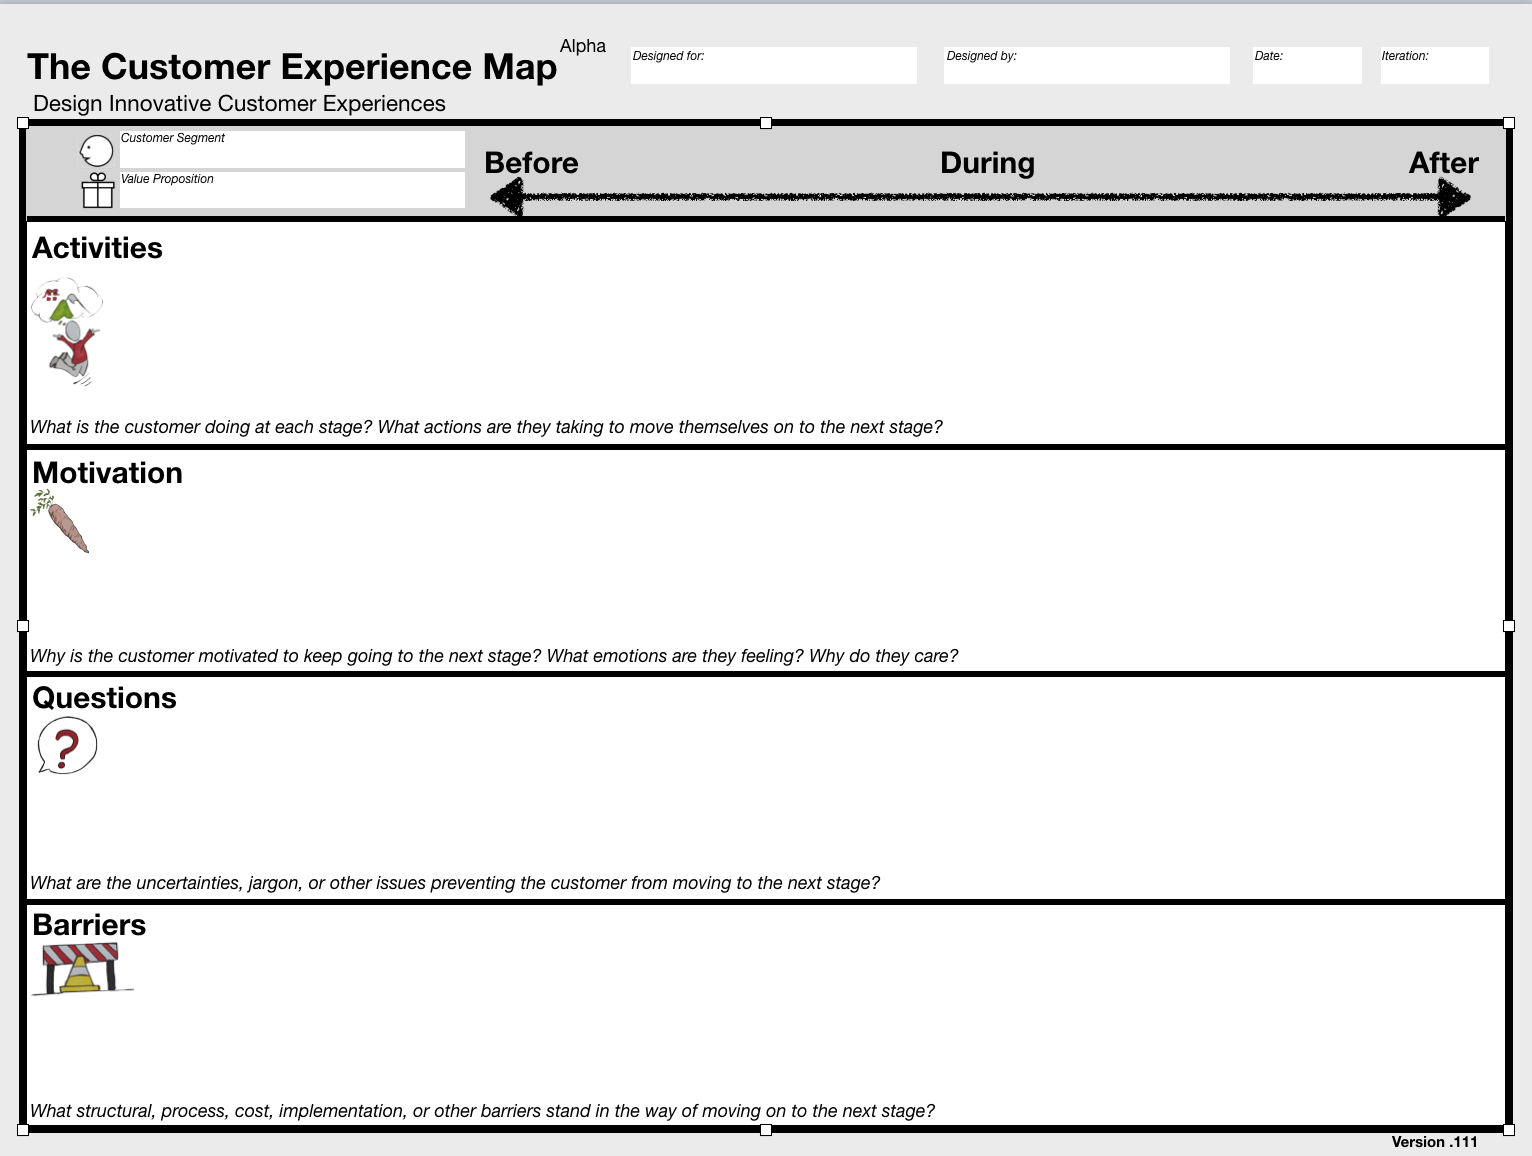 The Customer Experience Map
Alpha
Designed for:
Designed by:
Date:
Iteration:
Design Innovative Customer Experiences
Customer Segment
Value Proposition
Before
During
After
Activities
What is the customer doing at each stage? What actions are they taking to move themselves on to the next stage?
Motivation
Why is the customer motivated to keep going to the next stage? What emotions are they feeling? Why do they care?
Questions
?
What are the uncertainties, jargon, or other issues preventing the customer from moving to the next stage?
Barriers
What structural, process, cost, implementation, or other barriers stand in the way of moving on to the next stage?
Version .111